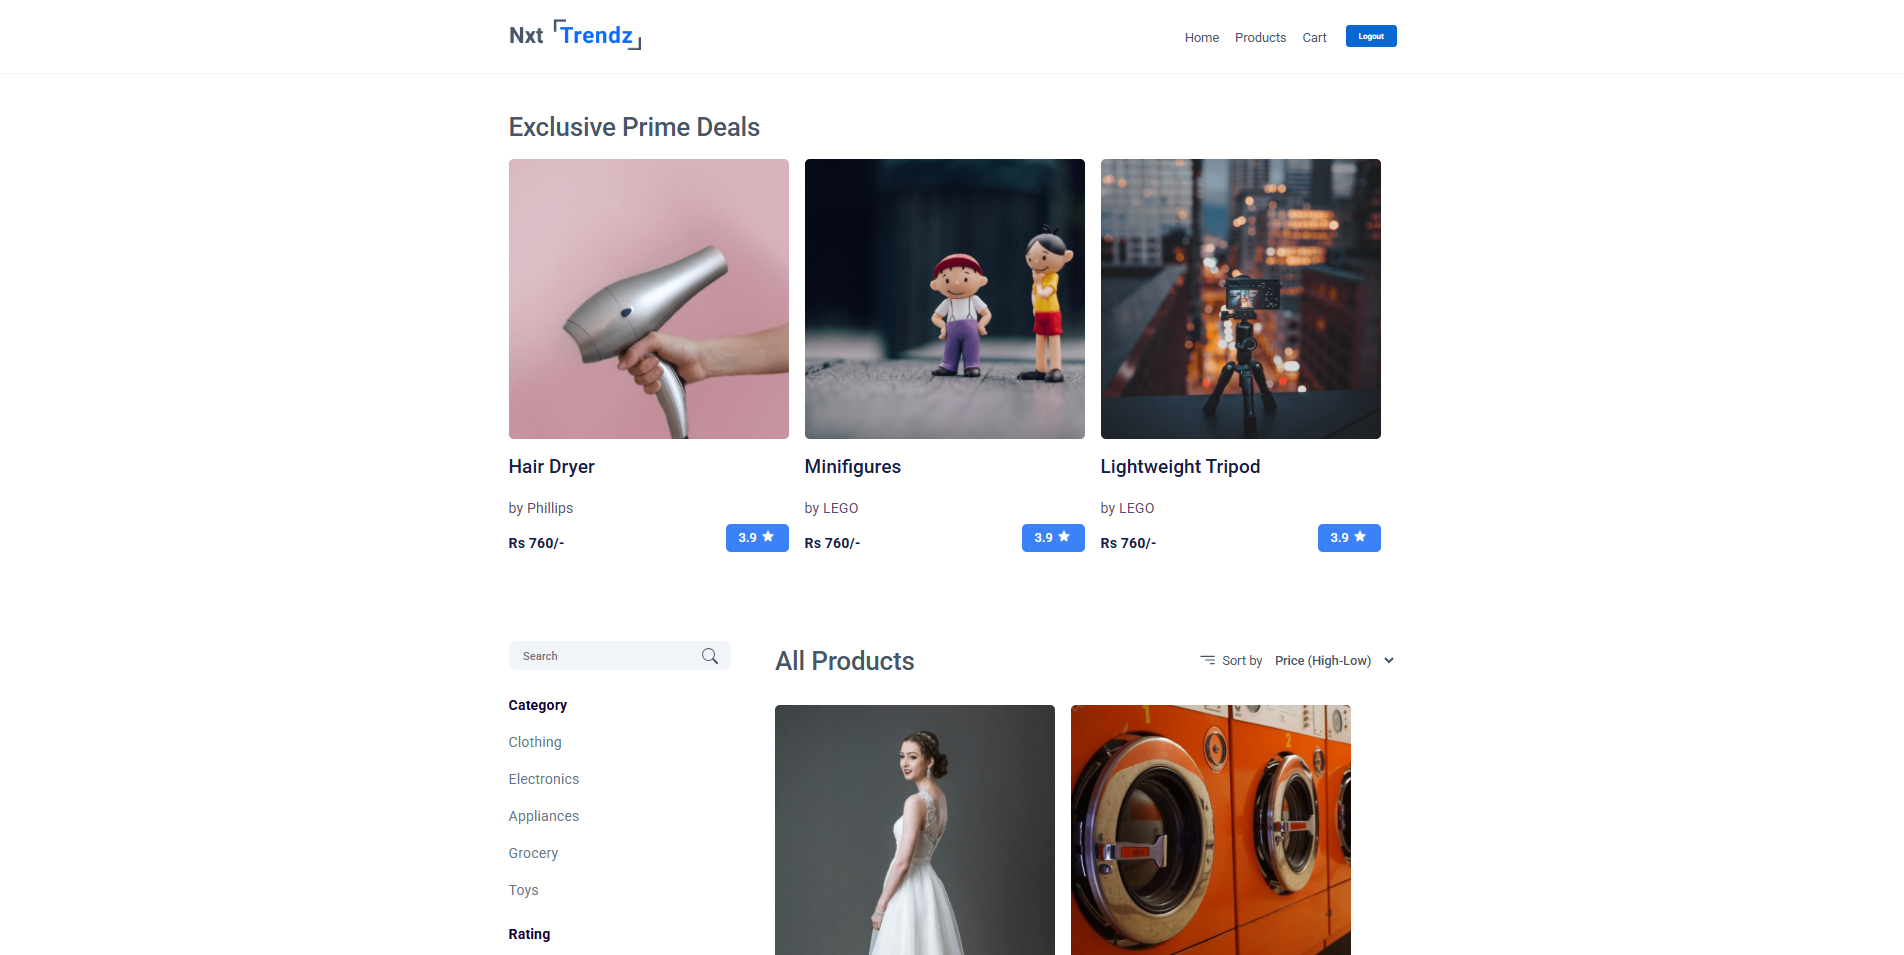 Nxt Trendz
Home Products Cart Logout
Exclusive Prime Deals
Hair Dryer
by Phillips
Rs 760/-
3.9
Minifigures
by LEGO
Rs 760/-
3.9
Lightweight Tripod
by LEGO
Rs 760/-
3.9
Search
Category
Clothing
Electronics
Appliances
Grocery
Toys
Rating
All Products
Sort by Price (High-Low)
1
2